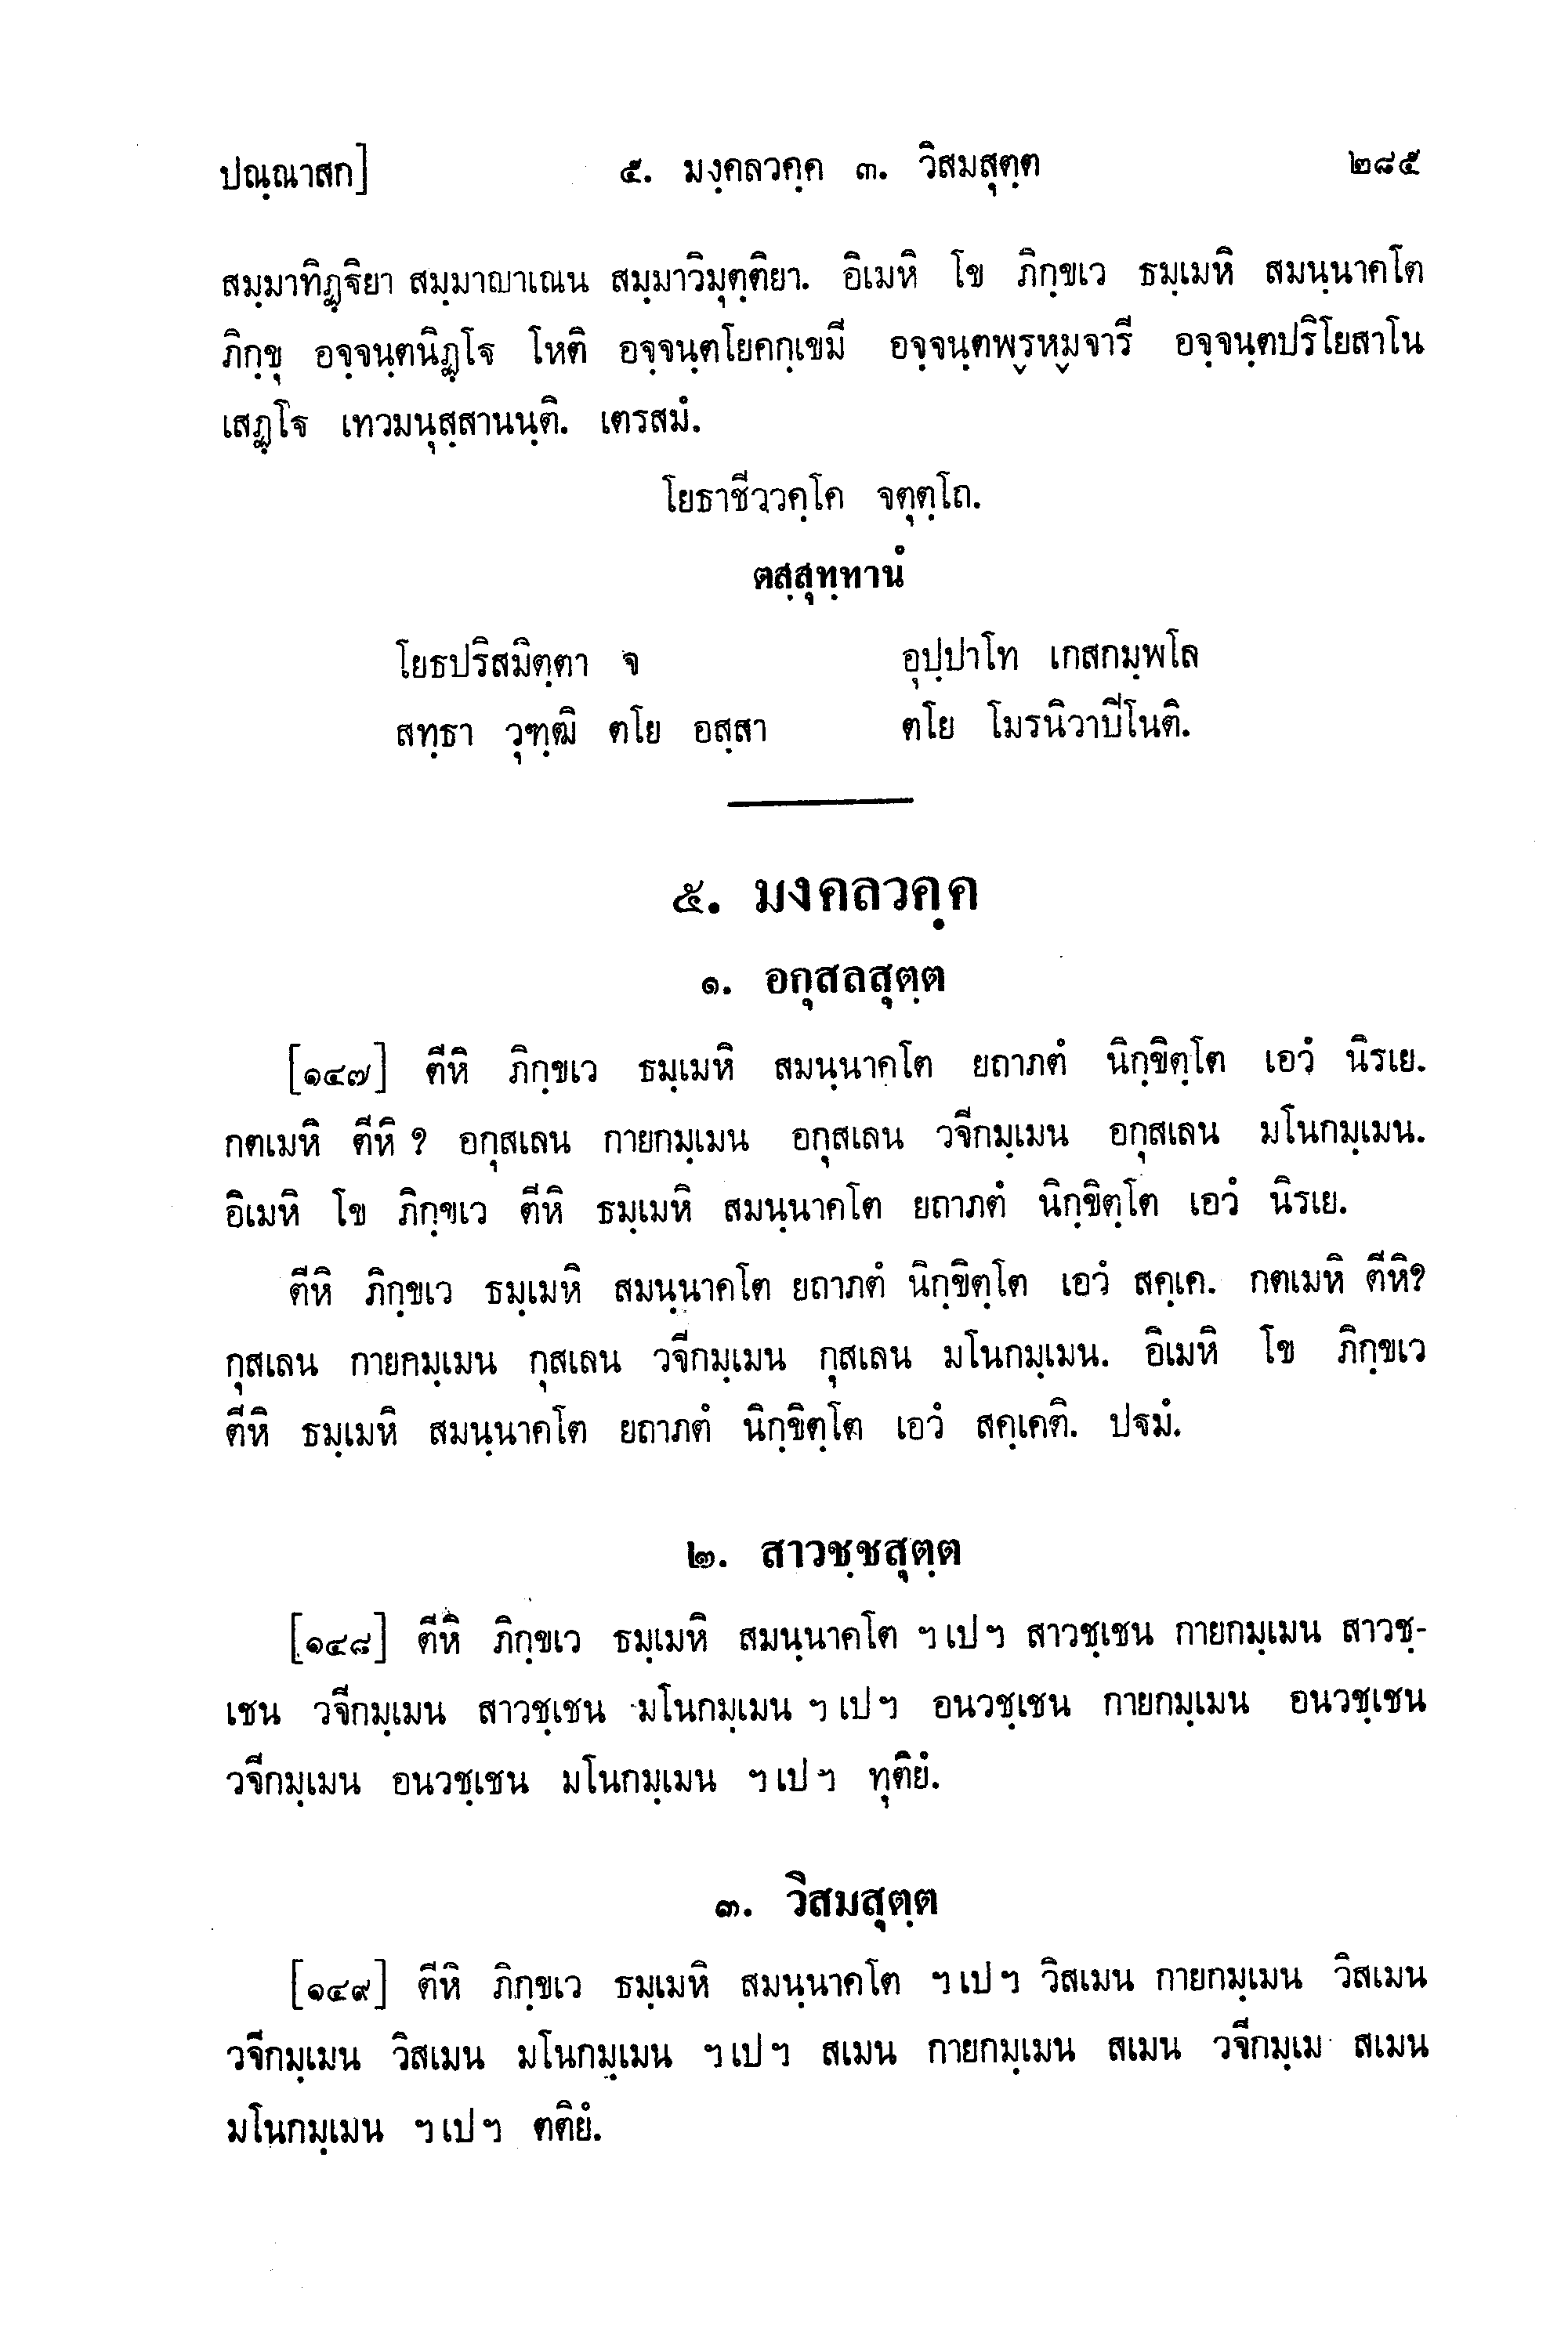 ปณฺณาสก] ๕. มงฺคลวคฺค ๓. วิสมสุตฺต ๒๘๕
สมฺมาทิฏฺฐิยา สมฺมาญาเณน สมฺมาวิมุตฺติยา. อิเมหิ โข ภิกฺขเว ธมฺเมหิ สมนฺนาคโต
ภิกฺขุ อจฺจนฺตนิฏฺโฐ โหติ อจฺจนฺตโยคกฺเขมี อจฺจนฺตพฺรหฺมจารี อจฺจนฺตปริโยสาโน
เสฏฺโฐ เทวมนุสฺสานนฺติ. เตรสมํ.
โยธาชีววคฺโค จตุตฺโถ.
ตสฺสุทฺทานํ
โยธปริสมิตฺตา จ อุปฺปาโท เกสกมฺพโล
สทฺธา วุฑฺฒิ ตโย อสฺสา ตโย โมรนิวาปีโนติ.
๕. มงคลวคฺค
๑. อกุสลสุตฺต
[๑๔๗] ตีหิ ภิกฺขเว ธมฺเมหิ สมนฺนาคโต ยถาภตํ นิกฺขิตฺโต เอวํ นิรเย.
กตเมหิ ตีหิ ? อกุสเลน กายกมฺเมน อกุสเลน วจีกมฺเมน อกุสเลน มโนกมฺเมน.
อิเมหิ โข ภิกฺขเว ตีหิ ธมฺเมหิ สมนฺนาคโต ยถาภตํ นิกฺขิตฺโต เอวํ นิรเย.
ตีหิ ภิกฺขเว ธมฺเมหิ สมนฺนาคโต ยถาภตํ นิกฺขิตฺโต เอวํ สคฺเค. กตเมหิ ตีหิ?
กุสเลน กายกมฺเมน กุสเลน วจีกมฺเมน กุสเลน มโนกมฺเมน. อิเมหิ โข ภิกฺขเว
ตีหิ ธมฺเมหิ สมนฺนาคโต ยถาภตํ นิกฺขิตฺโต เอวํ สคฺเคติ. ปฐมํ.
๒. สาวชฺชสุตฺต
[๑๔๘] ตีหิ ภิกฺขเว ธมฺเมหิ สมนฺนาคโต ฯ เป ฯ สาวชฺเชน กายกมฺเมน สาวชฺ-
เชน วจีกมฺเมน สาวชฺเชน มโนกมฺเมน ฯ เป ฯ อนวชฺเชน กายกมฺเมน อนวชฺเชน
วจีกมฺเมน อนวชฺเชน มโนกมฺเมน ฯ เป ฯ ทุติยํ.
๓. วิสมสุตฺต
[๑๔๙] ตีหิ ภิกฺขเว ธมฺเมหิ สมนฺนาคโต ฯ เป ฯ วิสเมน กายกมฺเมน วิสเมน
วจีกมฺเมน วิสเมน มโนกมฺเมน ฯ เป ฯ สเมน กายกมฺเมน สเมน วจีกมฺเม สเมน
มโนกมฺเมน ฯ เป ฯ ตติยํ.